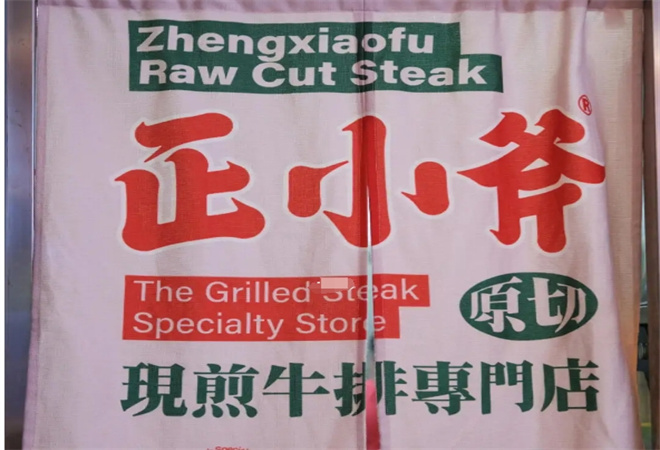 Zhengxiaofu
Raw Cut Steak
正小斧®
The Grilled Steak
Specialty Store
原切
現煎牛排專門店